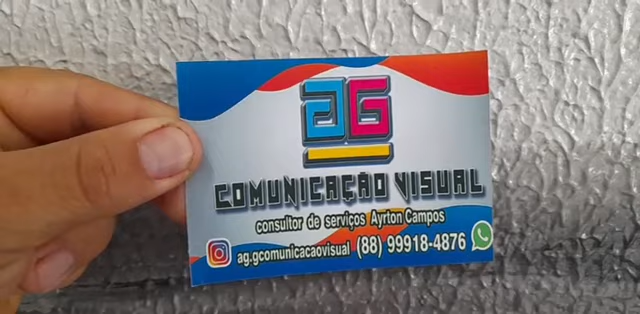 aG
COMUNICAÇÃO VISUAL
consultor de serviços Ayrton Campos
ag.gcomunicacaovisual (88) 99918-4876